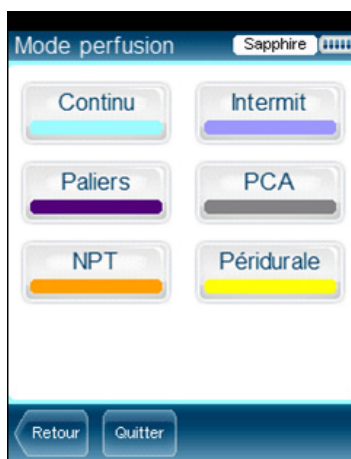 Mode perfusion Sapphire
Continu Intermit
Paliers PCA
NPT Péridurale
Retour Quitter